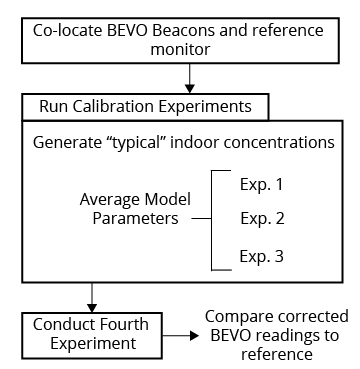 Co-locate BEVO Beacons and reference
monitor
Run Calibration Experiments
Generate “typical” indoor concentrations
Average Model
Parameters
Exp. 1
Exp. 2
Exp. 3
Conduct Fourth
Experiment
Compare corrected
BEVO readings to
reference